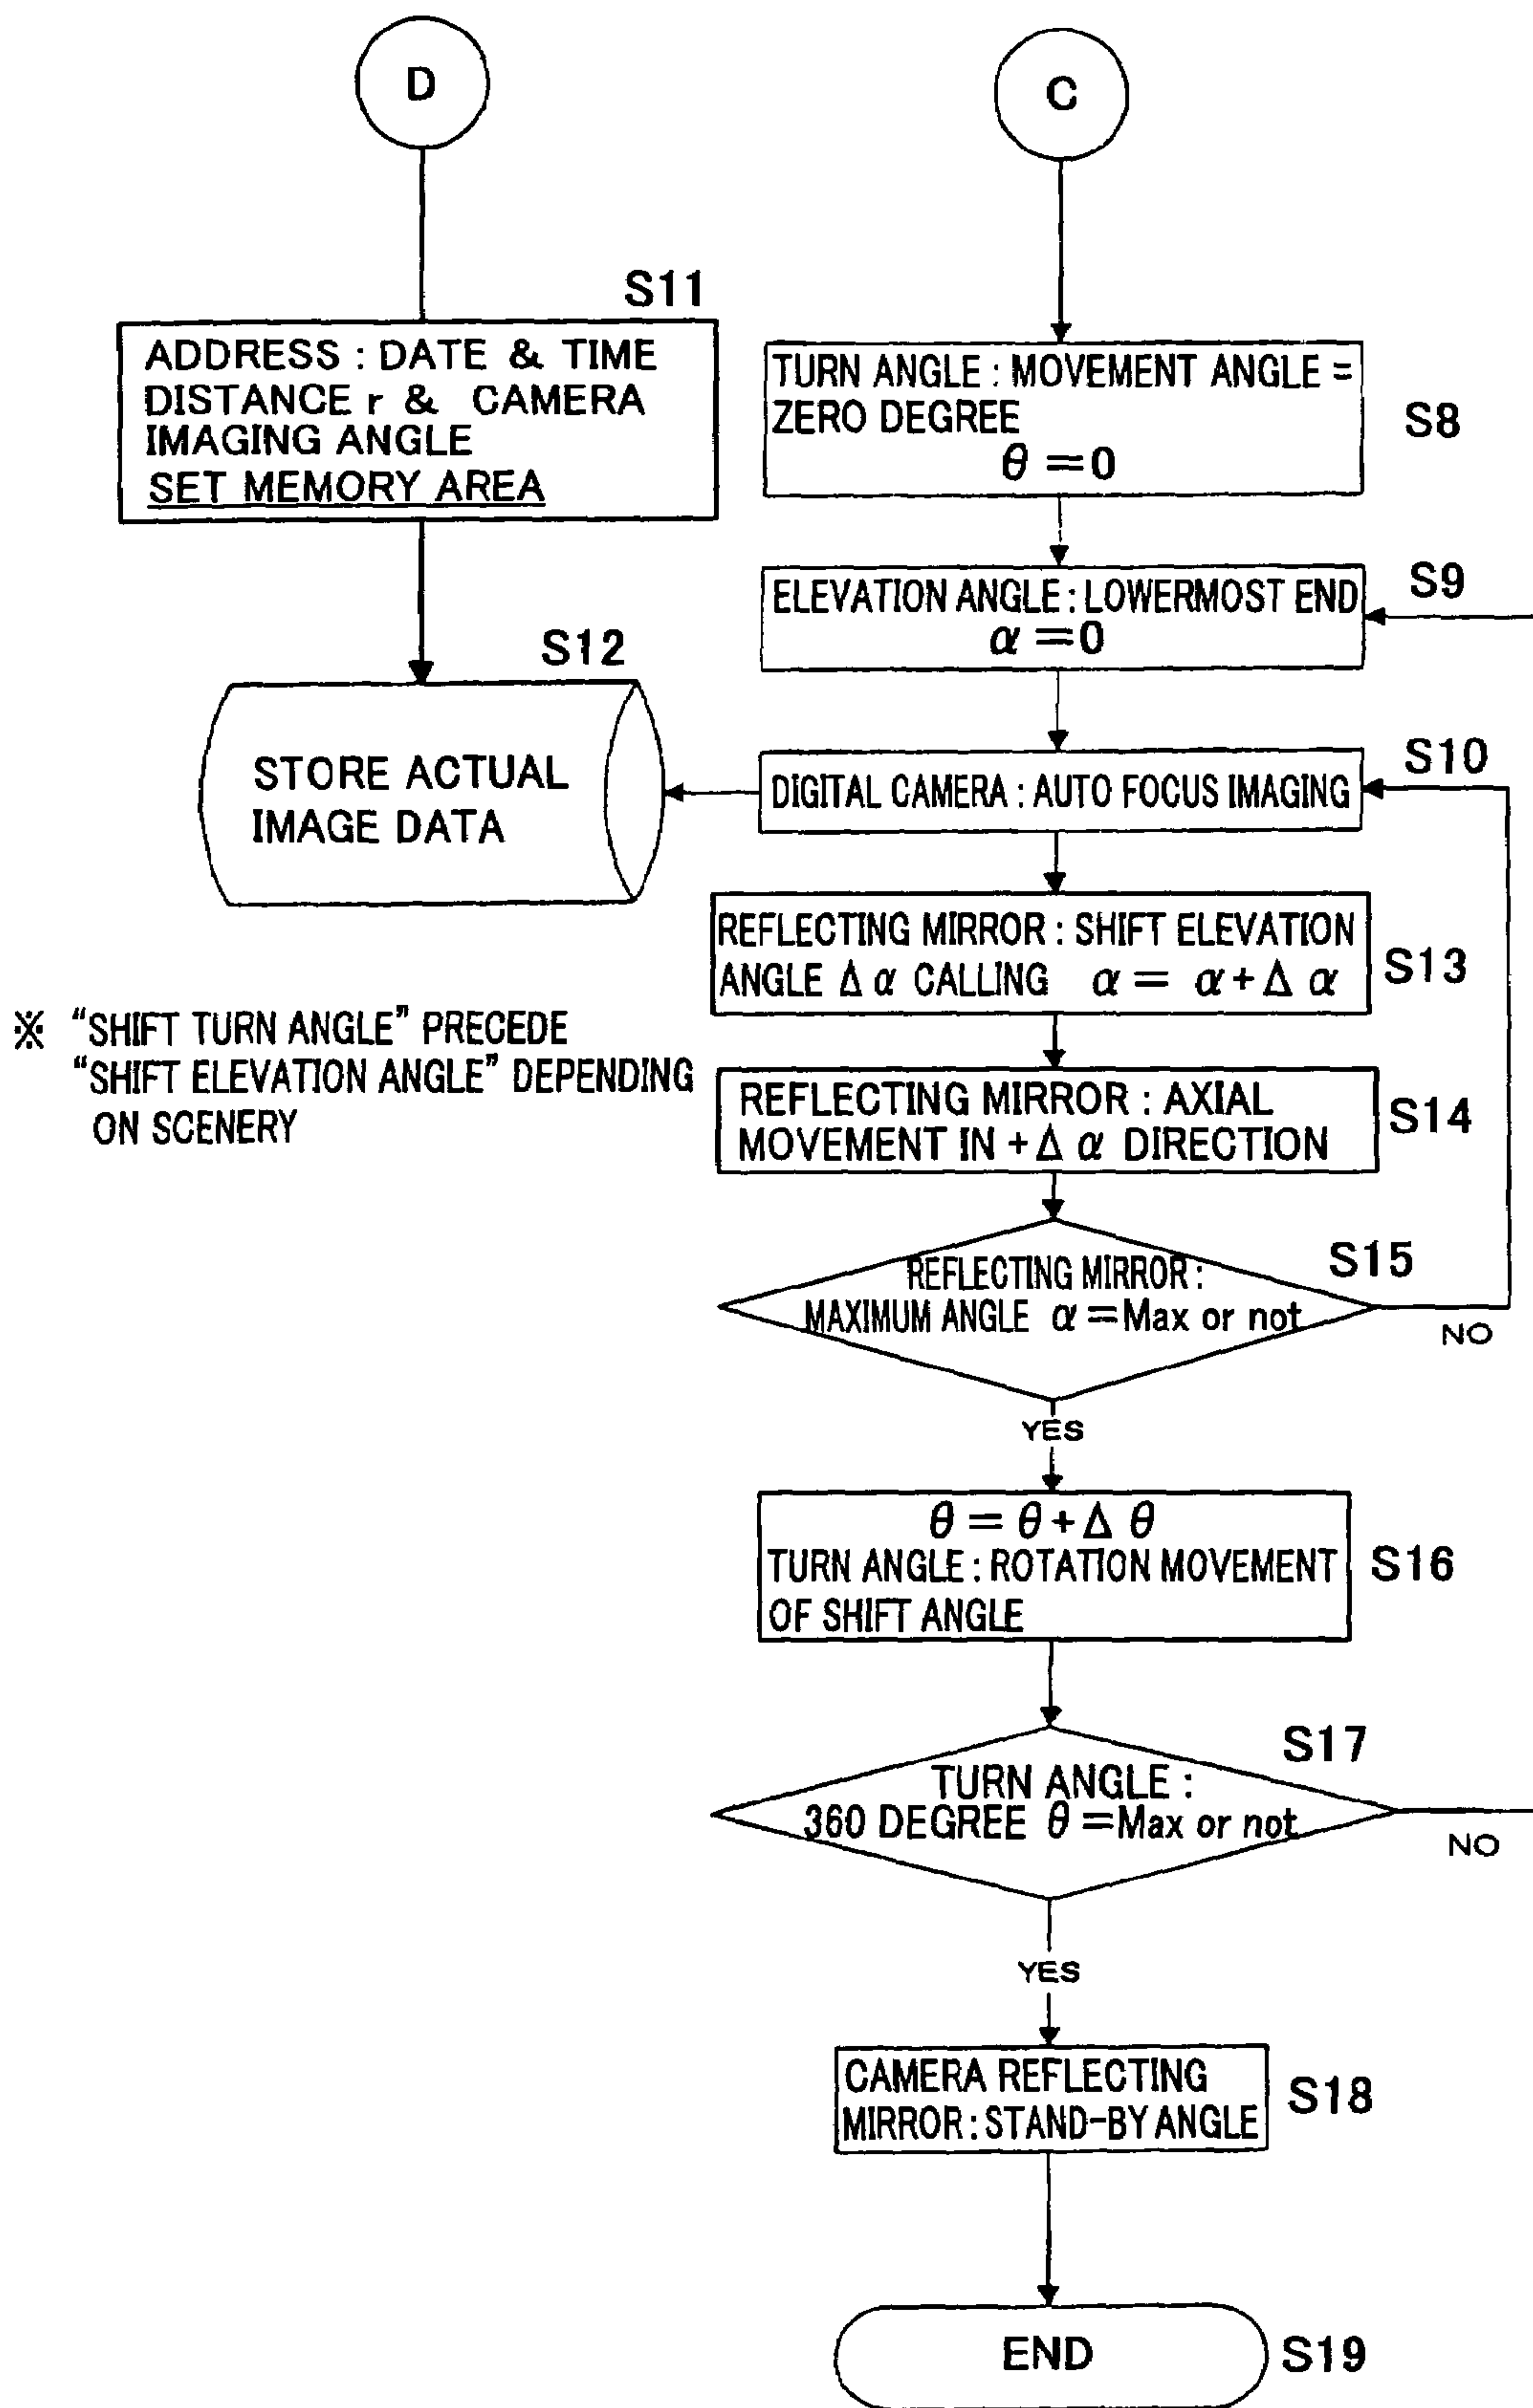 D
C
S11
ADDRESS : DATE & TIME
DISTANCE r & CAMERA
IMAGING ANGLE
SET MEMORY AREA
TURN ANGLE : MOVEMENT ANGLE =
ZERO DEGREE
θ = 0
S8
ELEVATION ANGLE : LOWERMOST END
α = 0
S9
S12
STORE ACTUAL
IMAGE DATA
DIGITAL CAMERA : AUTO FOCUS IMAGING
S10
REFLECTING MIRROR : SHIFT ELEVATION
ANGLE Δ α CALLING α = α + Δ α
S13
※ “SHIFT TURN ANGLE” PRECEDE
“SHIFT ELEVATION ANGLE” DEPENDING
ON SCENERY
REFLECTING MIRROR : AXIAL
MOVEMENT IN + Δ α DIRECTION
S14
REFLECTING MIRROR :
MAXIMUM ANGLE α = Max or not
S15
NO
YES
θ = θ + Δ θ
TURN ANGLE : ROTATION MOVEMENT
OF SHIFT ANGLE
S16
S17
TURN ANGLE :
360 DEGREE θ = Max or not
NO
YES
CAMERA REFLECTING
MIRROR : STAND-BY ANGLE
S18
END
S19